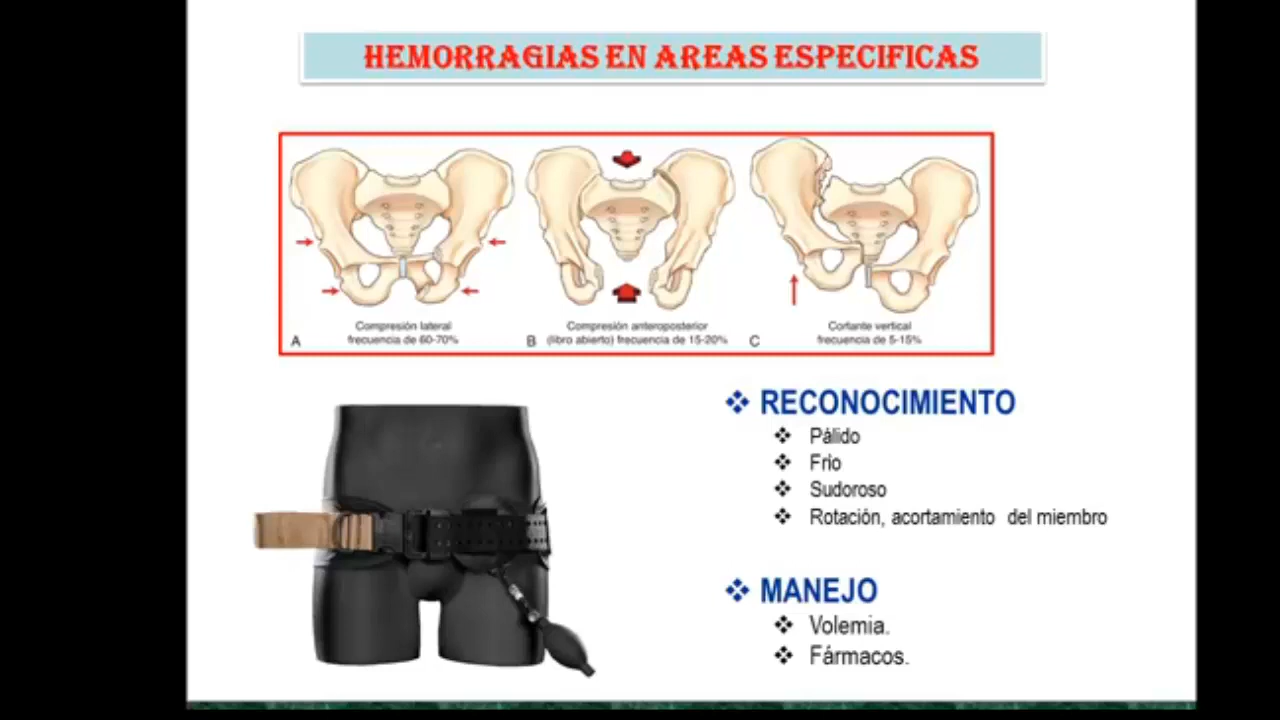 HEMORRAGIAS EN AREAS ESPECIFICAS
A
Compresión lateral
frecuencia de 60-70%
B
Compresión anteroposterior
(libro abierto) frecuencia de 15-20%
C
Cortante vertical
frecuencia de 5-15%
❖ RECONOCIMIENTO
❖ Pálido
❖ Frío
❖ Sudoroso
❖ Rotación, acortamiento del miembro
❖ MANEJO
❖ Volemia.
❖ Fármacos.